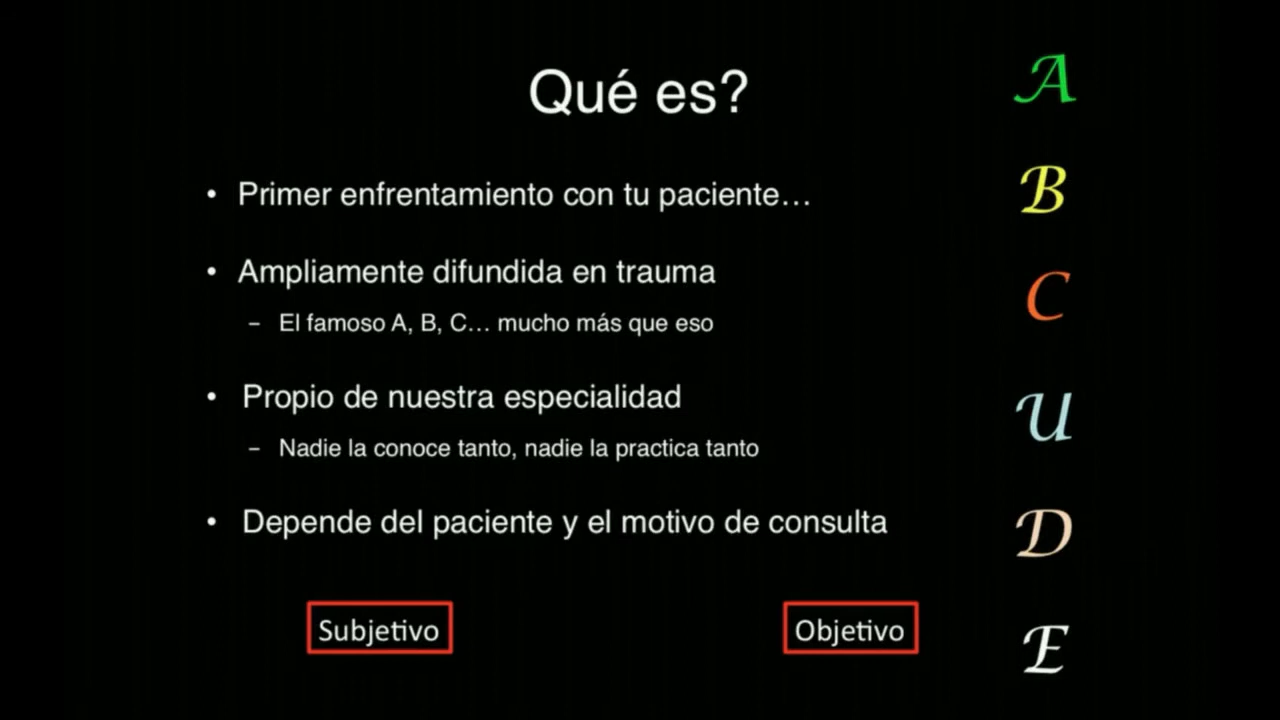 Qué es?
• Primer enfrentamiento con tu paciente…
• Ampliamente difundida en trauma
– El famoso A, B, C… mucho más que eso
• Propio de nuestra especialidad
– Nadie la conoce tanto, nadie la practica tanto
• Depende del paciente y el motivo de consulta
Subjetivo
Objetivo
A
B
C
U
D
E